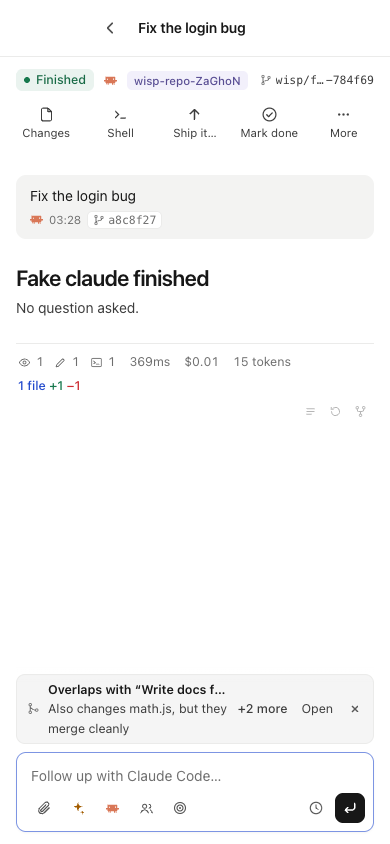 Fix the login bug
Finished wisp-repo-ZaGhoN wisp/f…–784f69
Changes Shell Ship it… Mark done More
Fix the login bug
03:28 a8c8f27
Fake claude finished
No question asked.
1 1 1 369ms $0.01 15 tokens
1 file +1 −1
Overlaps with “Write docs f…
Also changes math.js, but they +2 more Open ×
merge cleanly
Follow up with Claude Code…